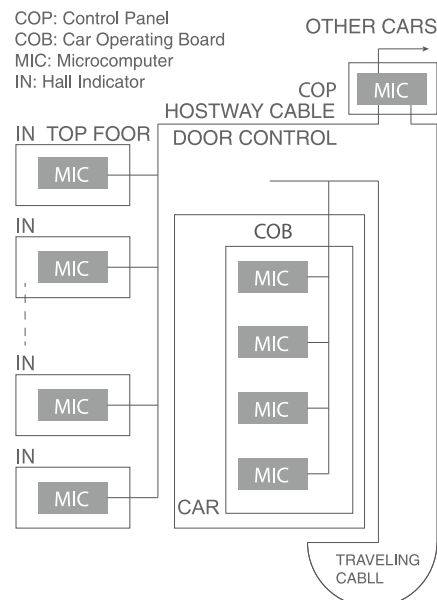 COP: Control Panel
COB: Car Operating Board
MIC: Microcomputer
IN: Hall Indicator
OTHER CARS
COP
MIC
HOSTWAY CABLE
IN TOP FOOR
DOOR CONTROL
MIC
IN
MIC
COB
MIC
MIC
IN
MIC
MIC
IN
MIC
MIC
CAR
TRAVELING
CABLL